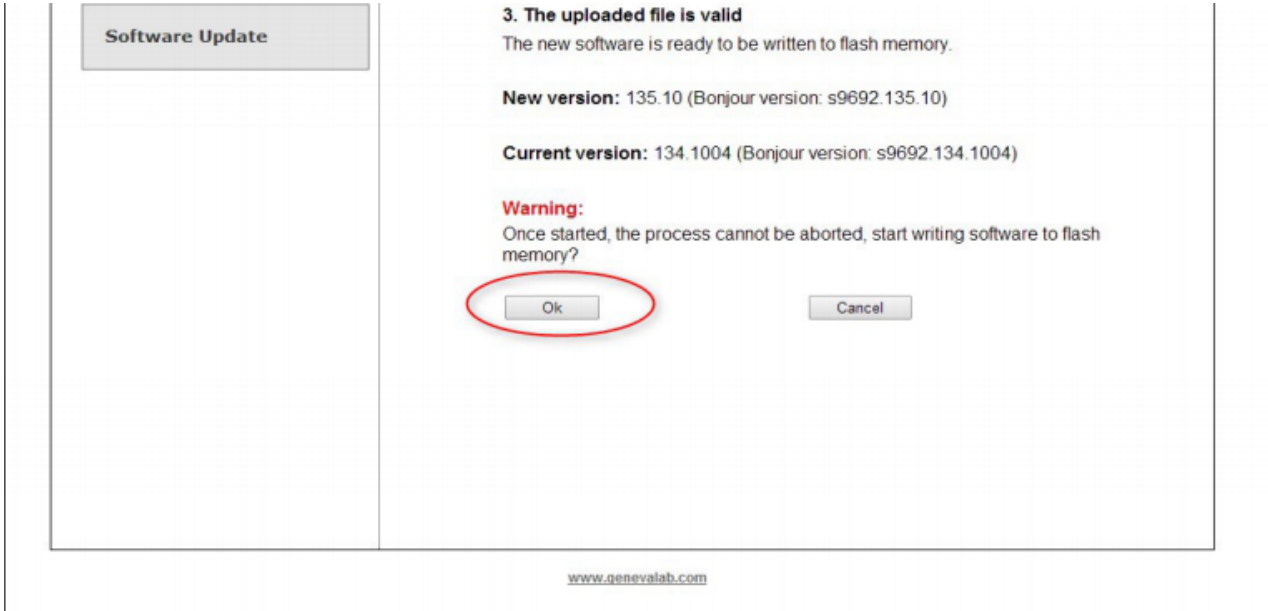 Software Update
3. The uploaded file is valid
The new software is ready to be written to flash memory.
New version: 135.10 (Bonjour version: s9692.135.10)
Current version: 134.1004 (Bonjour version: s9692.134.1004)
Warning:
Once started, the process cannot be aborted, start writing software to flash
memory?
Ok Cancel
www.genevalab.com